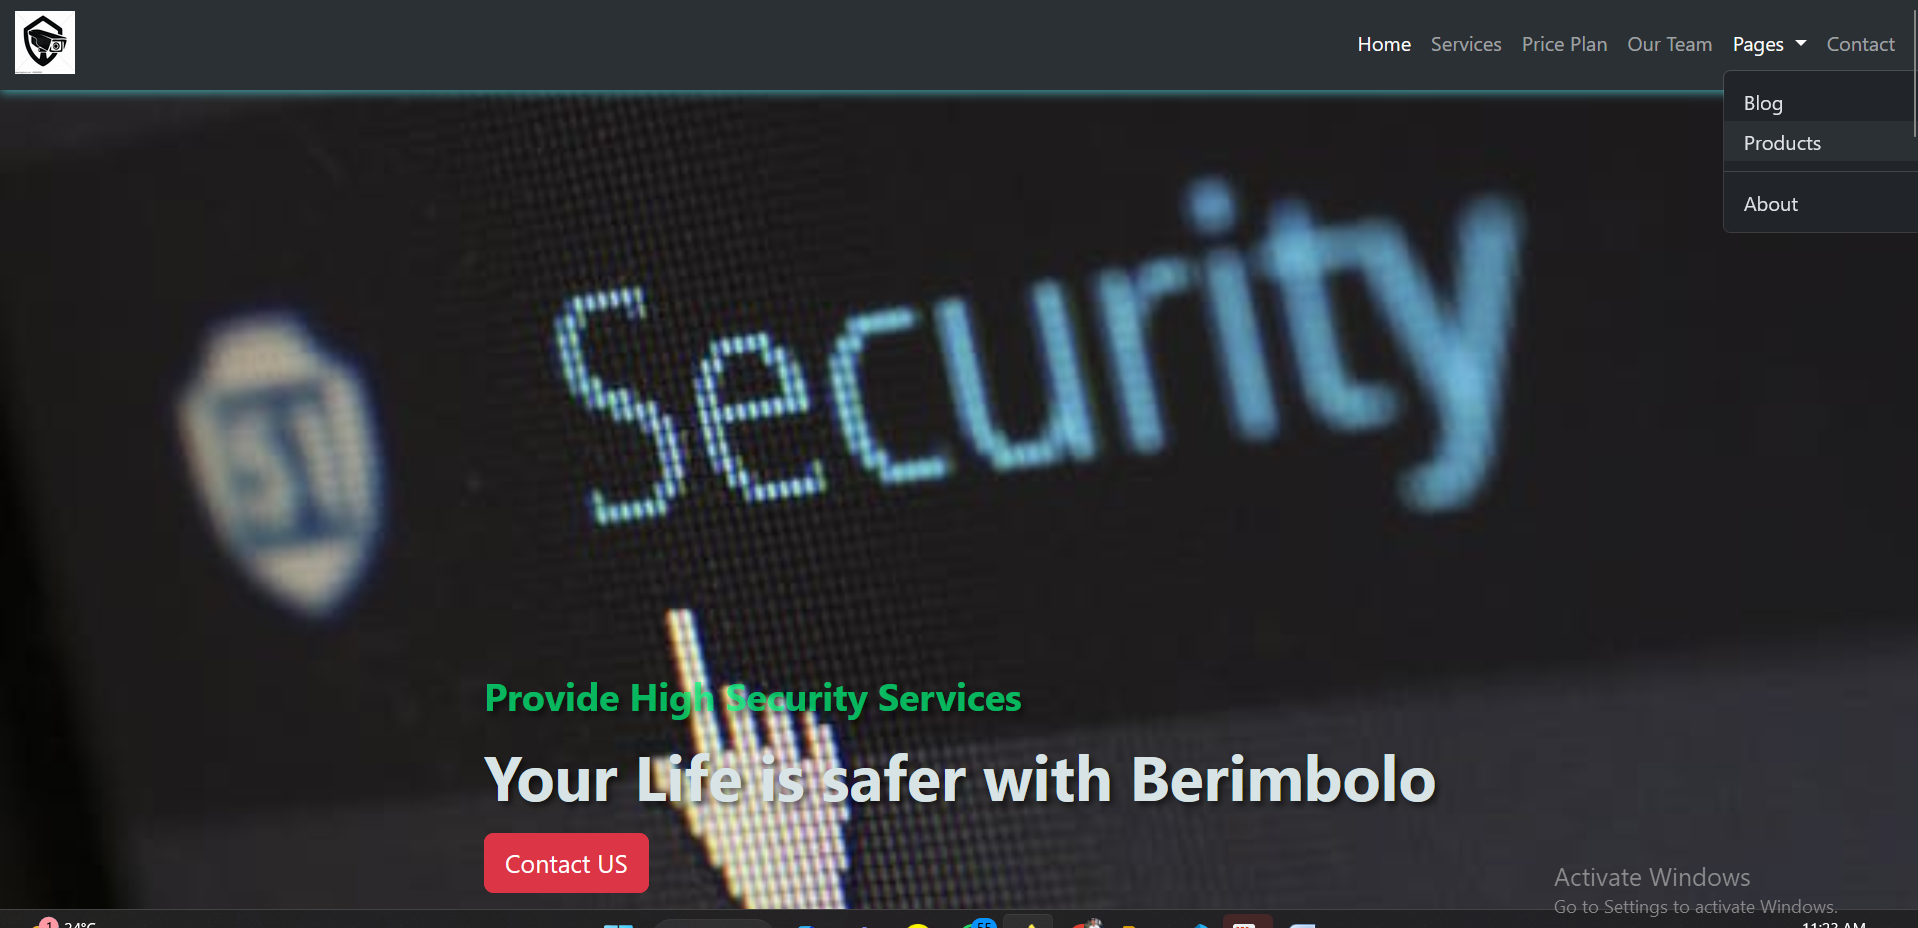 Home Services Price Plan Our Team Pages Contact
Blog
Products
About
Security
Provide High Security Services
Your Life is safer with Berimbolo
Contact US
Activate Windows
Go to Settings to activate Windows.